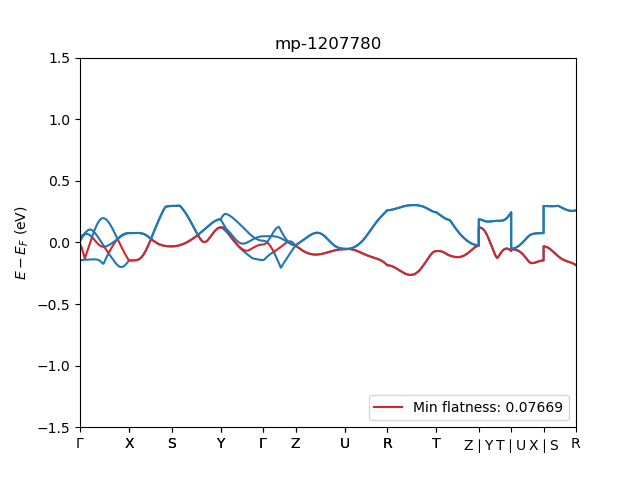 mp-1207780
1.5
1.0
0.5
0.0
−0.5
−1.0
−1.5
E − E_F (eV)
Min flatness: 0.07669
Γ X S Y Γ Z U R T Z | Y T | U X | S R